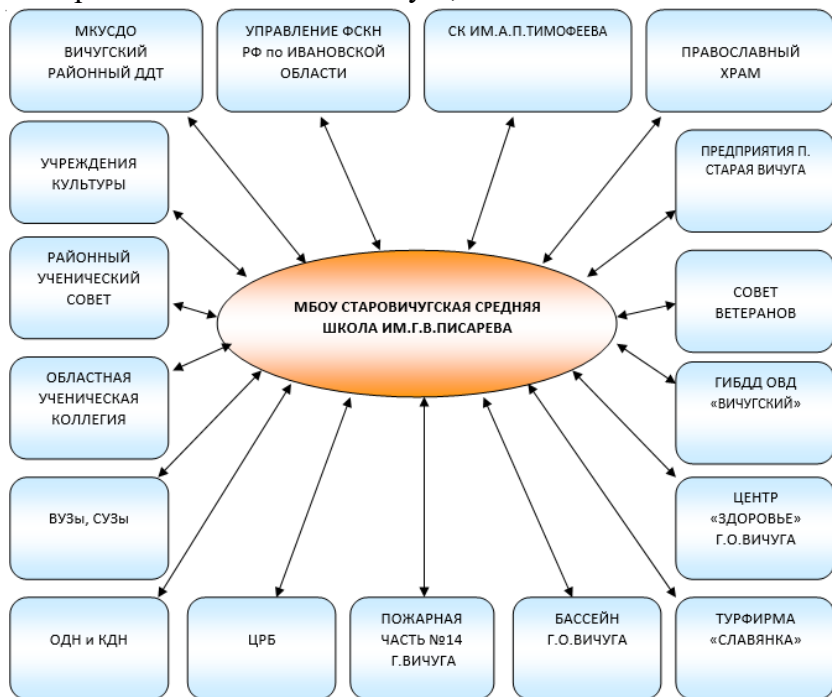 МКУСДО
ВИЧУГСКИЙ
РАЙОННЫЙ ДДТ
УПРАВЛЕНИЕ ФСКН
РФ по ИВАНОВСКОЙ
ОБЛАСТИ
СК ИМ.А.П.ТИМОФЕЕВА
ПРАВОСЛАВНЫЙ
ХРАМ
УЧРЕЖДЕНИЯ
КУЛЬТУРЫ
ПРЕДПРИЯТИЯ П.
СТАРАЯ ВИЧУГА
РАЙОННЫЙ
УЧЕНИЧЕСКИЙ
СОВЕТ
МБОУ СТАРОВИЧУГСКАЯ СРЕДНЯЯ
ШКОЛА ИМ.Г.В.ПИСАРЕВА
СОВЕТ
ВЕТЕРАНОВ
ОБЛАСТНАЯ
УЧЕНИЧЕСКАЯ
КОЛЛЕГИЯ
ГИБДД ОВД
«ВИЧУГСКИЙ»
ВУЗы, СУЗы
ЦЕНТР
«ЗДОРОВЬЕ»
Г.О.ВИЧУГА
ОДН и КДН
ЦРБ
ПОЖАРНАЯ
ЧАСТЬ №14
Г.ВИЧУГА
БАССЕЙН
Г.О.ВИЧУГА
ТУРФИРМА
«СЛАВЯНКА»